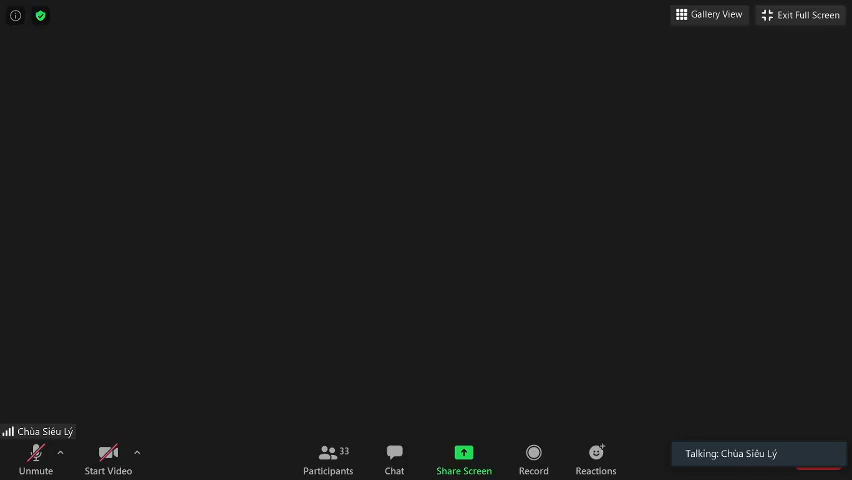 Gallery View
Exit Full Screen
Chùa Siêu Lý
Unmute
Start Video
33
Participants
Chat
Share Screen
Record
Reactions
Talking: Chùa Siêu Lý